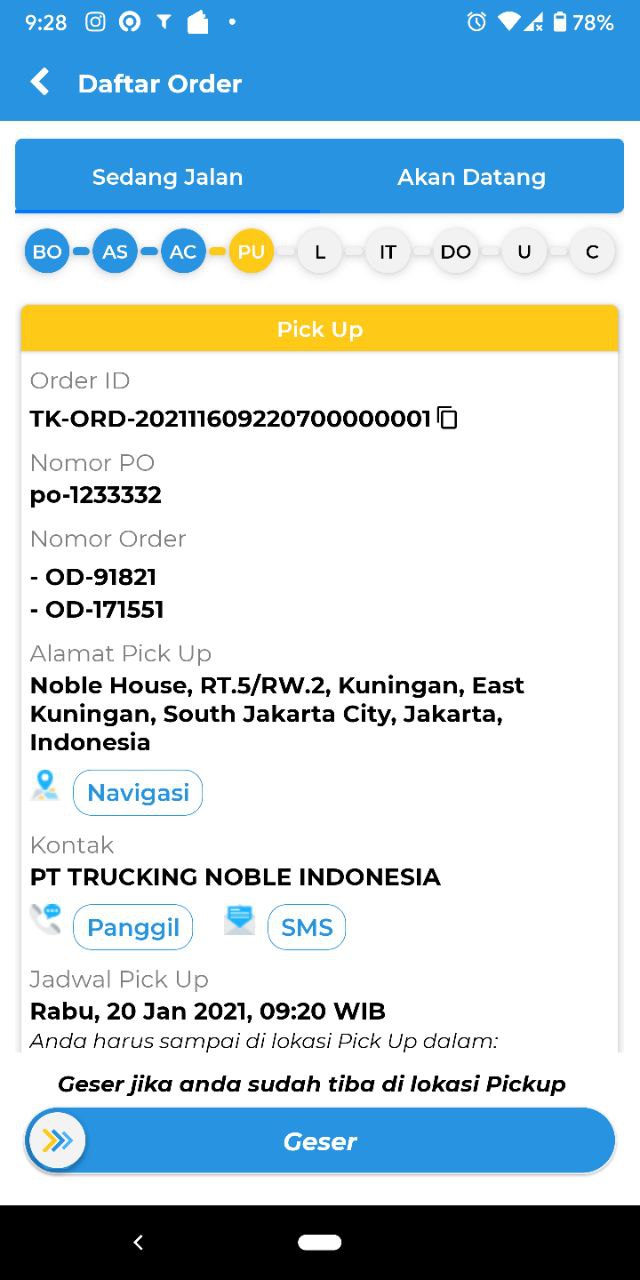 9:28
78%
Daftar Order
Sedang Jalan
Akan Datang
BO AS AC PU L IT DO U C
Pick Up
Order ID
TK-ORD-202111609220700000001
Nomor PO
po-1233332
Nomor Order
- OD-91821
- OD-171551
Alamat Pick Up
Noble House, RT.5/RW.2, Kuningan, East
Kuningan, South Jakarta City, Jakarta,
Indonesia
Navigasi
Kontak
PT TRUCKING NOBLE INDONESIA
Panggil
SMS
Jadwal Pick Up
Rabu, 20 Jan 2021, 09:20 WIB
Anda harus sampai di lokasi Pick Up dalam:
Geser jika anda sudah tiba di lokasi Pickup
Geser